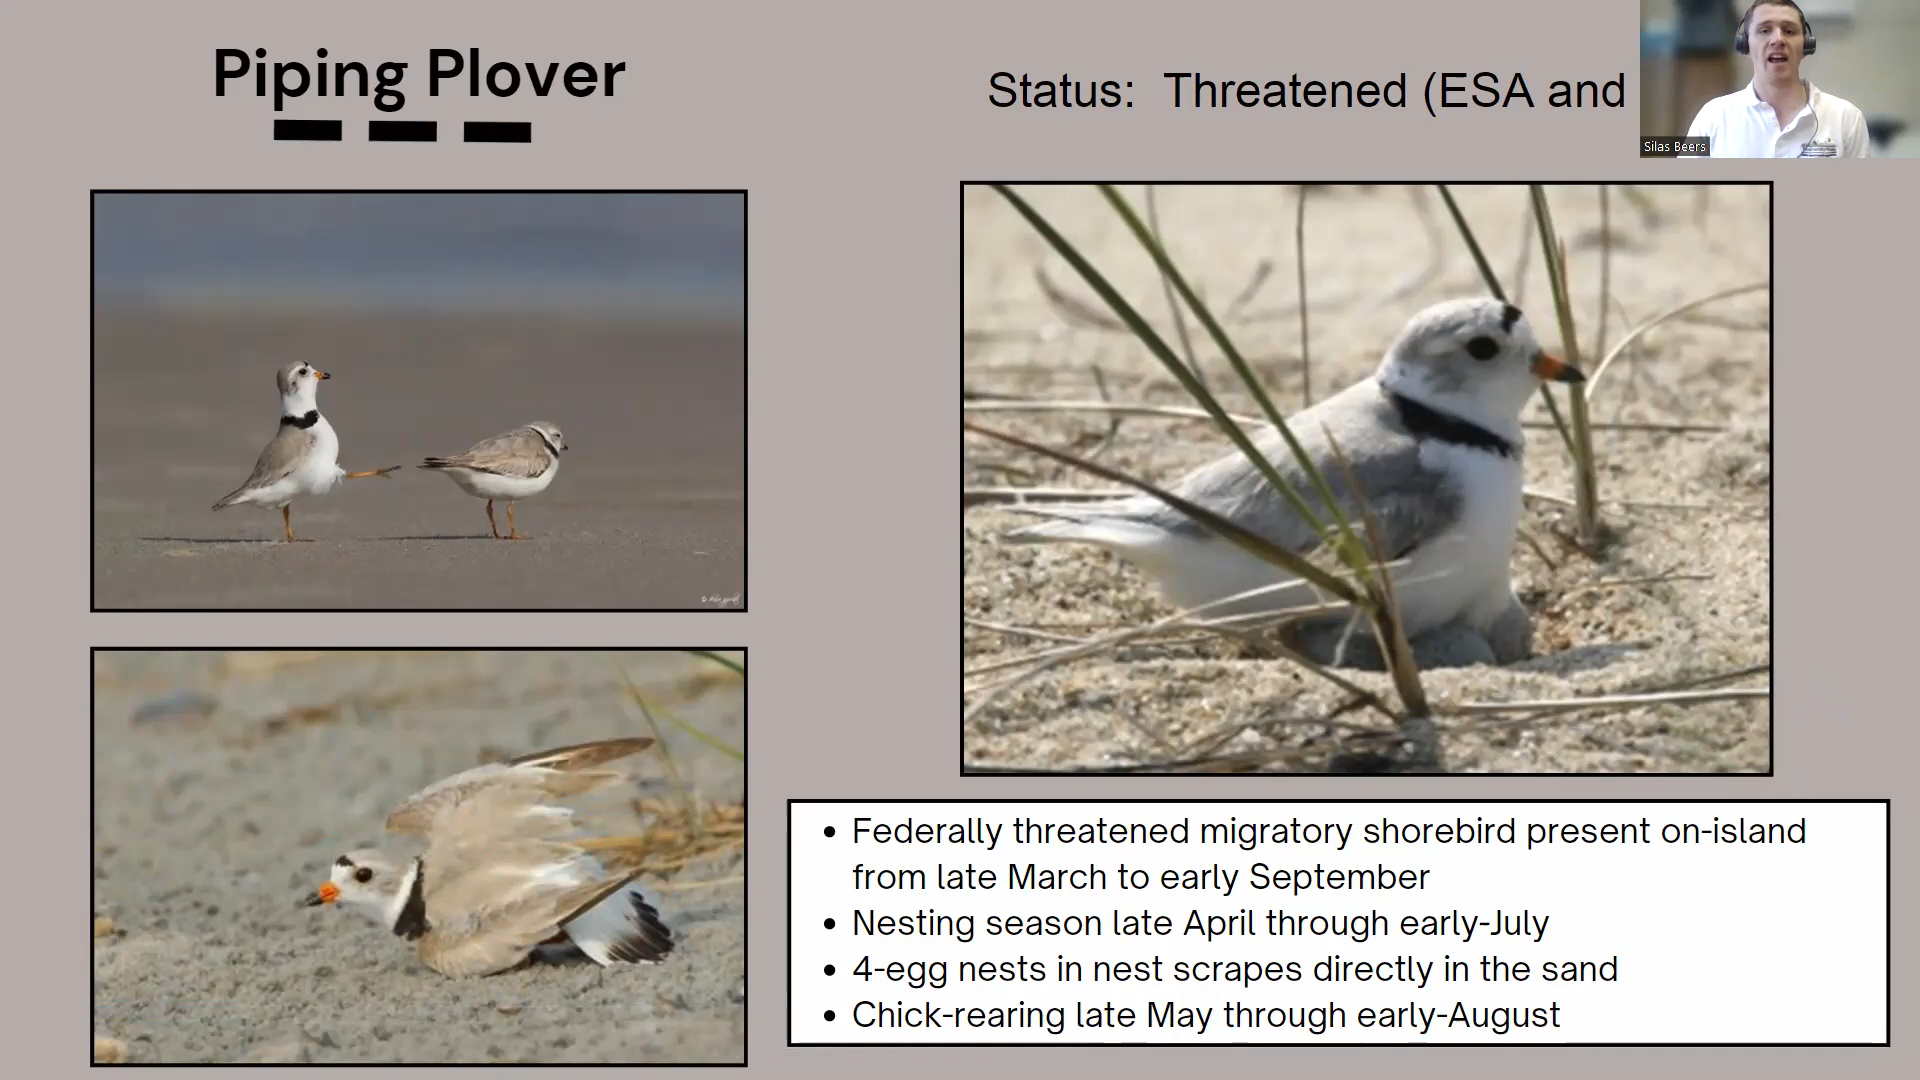 Piping Plover
Status: Threatened (ESA and
Silas Beers
• Federally threatened migratory shorebird present on-island
from late March to early September
• Nesting season late April through early-July
• 4-egg nests in nest scrapes directly in the sand
• Chick-rearing late May through early-August